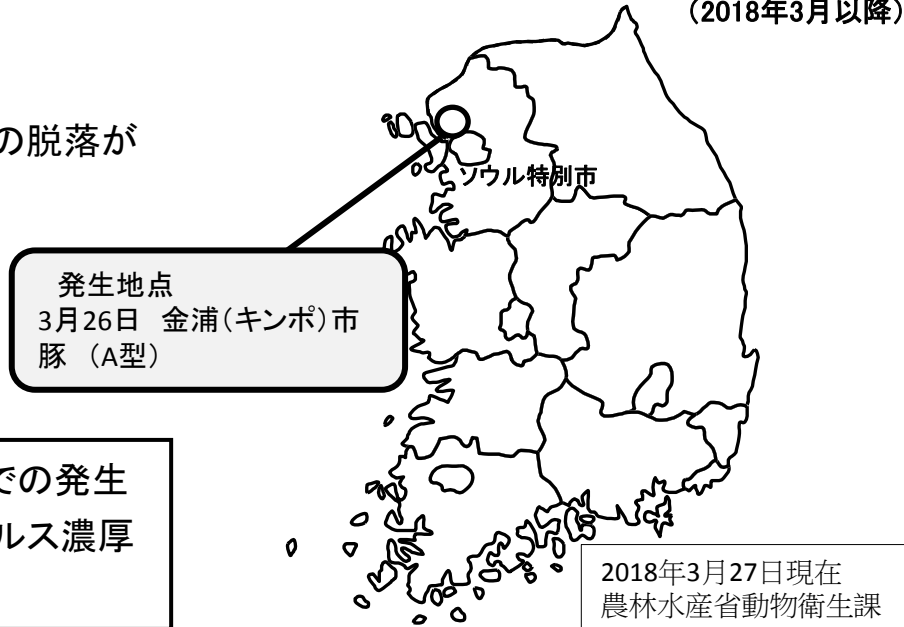 （2018年3月以降）
の脱落が
ソウル特別市
発生地点
3月26日　金浦（キンポ）市
豚　（A型）
での発生
ルス濃厚
2018年3月27日現在
農林水産省動物衛生課